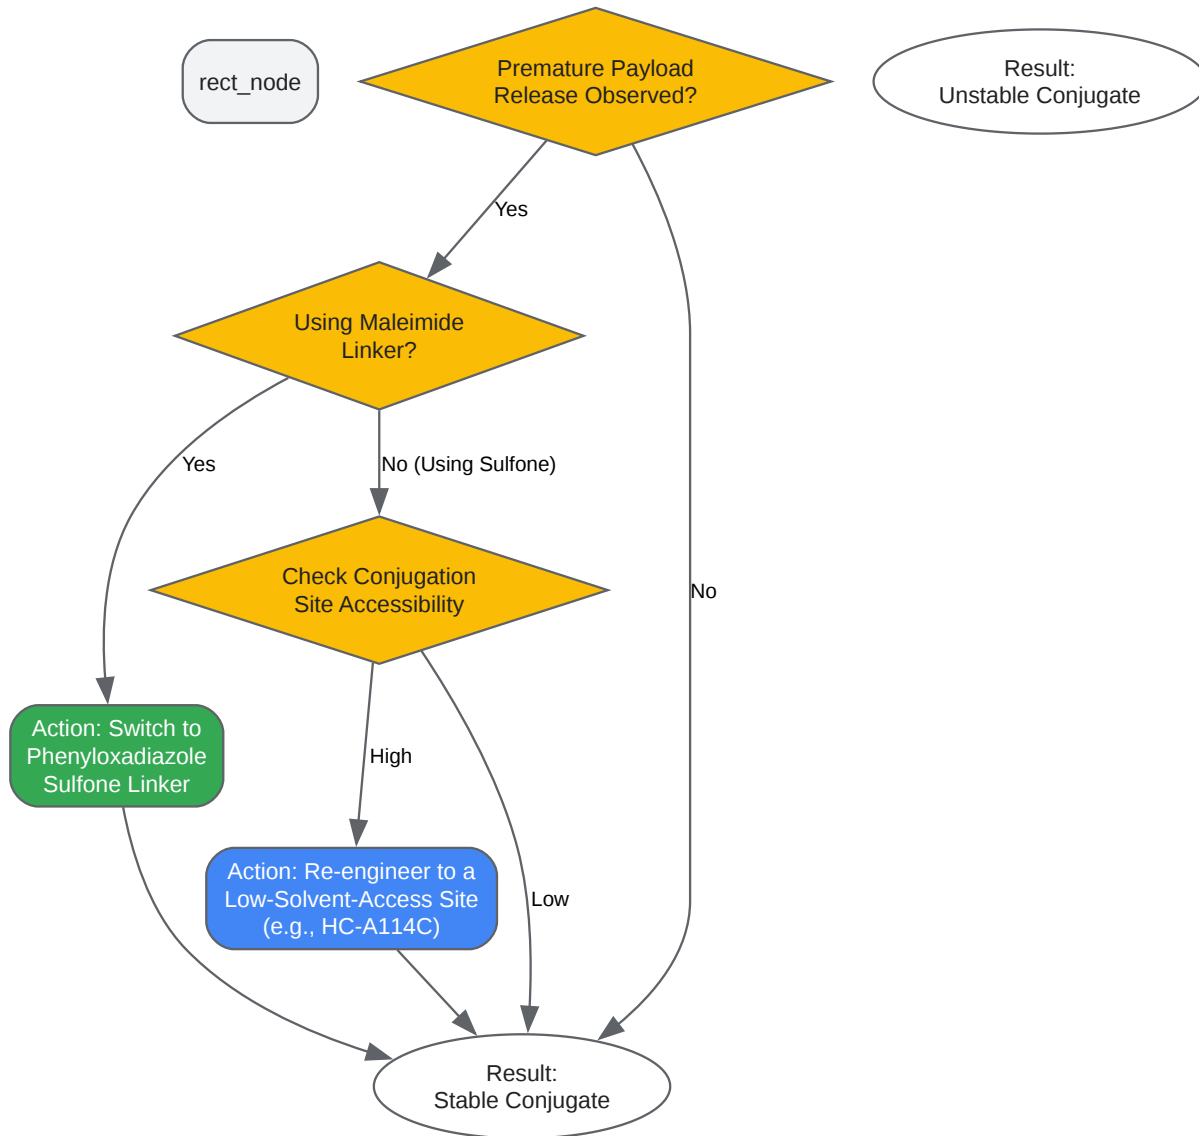 rect_node
Premature Payload
Release Observed?
Result:
Unstable Conjugate
Yes
Using Maleimide
Linker?
Yes
No (Using Sulfone)
Check Conjugation
Site Accessibility
No
Action: Switch to
Phenyloxadiazole
Sulfone Linker
High
Action: Re-engineer to a
Low-Solvent-Access Site
(e.g., HC-A114C)
Low
Result:
Stable Conjugate